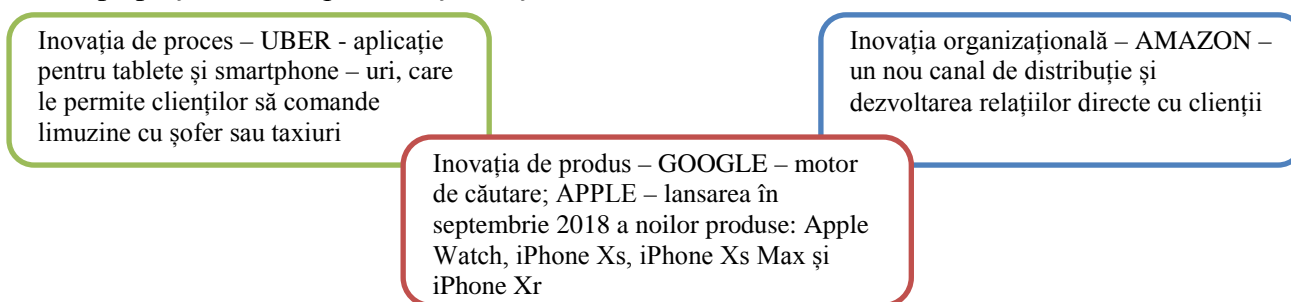 Inovația de proces – UBER - aplicație
pentru tablete și smartphone – uri, care
le permite clienților să comande
limuzine cu șofer sau taxiuri
Inovația organizațională – AMAZON –
un nou canal de distribuție și
dezvoltarea relațiilor directe cu clienții
Inovația de produs – GOOGLE – motor
de căutare; APPLE – lansarea în
septembrie 2018 a noilor produse: Apple
Watch, iPhone Xs, iPhone Xs Max și
iPhone Xr